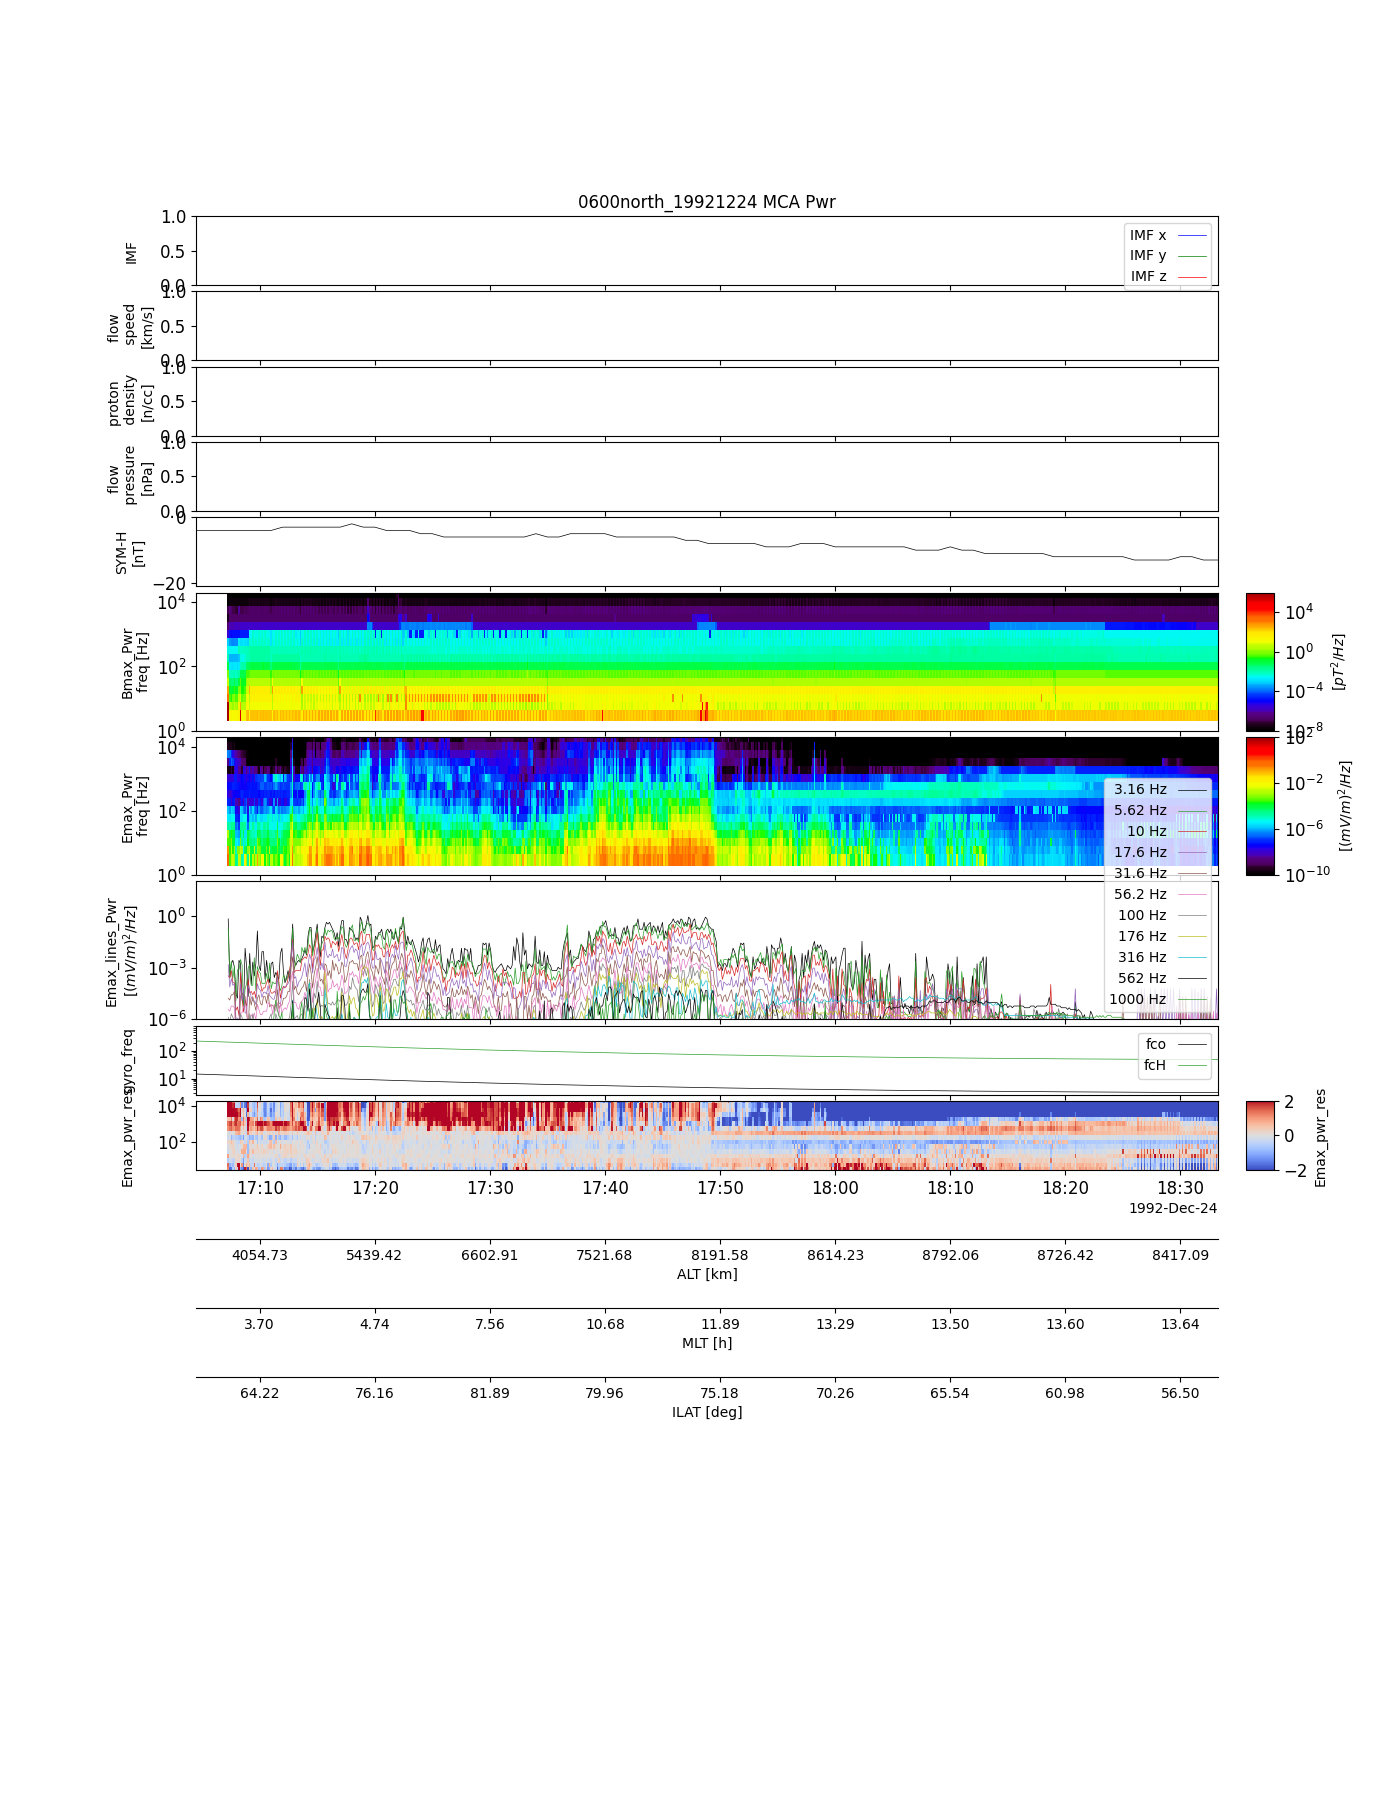 0600north_19921224 MCA Pwr
1.0
0.5
0.0
IMF
IMF x
IMF y
IMF z
1.0
0.5
0.0
flow
speed
[km/s]
1.0
0.5
0.0
proton
density
[n/cc]
1.0
0.5
0.0
flow
pressure
[nPa]
0
−20
SYM-H
[nT]
10^4
10^2
10^0
Bmax_Pwr
freq [Hz]
10^4
10^0
10^−4
10^−8
[pT^2/Hz]
10^4
10^2
10^0
Emax_Pwr
freq [Hz]
10^2
10^−2
10^−6
10^−10
[(mV/m)^2/Hz]
3.16 Hz
5.62 Hz
10 Hz
17.6 Hz
31.6 Hz
56.2 Hz
100 Hz
176 Hz
316 Hz
562 Hz
1000 Hz
10^0
10^−3
10^−6
Emax_lines_Pwr
[(mV/m)^2/Hz]
10^2
10^1
gyro_freq
fco
fcH
10^4
10^2
Emax_pwr_res
2
0
−2
Emax_pwr_res
17:10 17:20 17:30 17:40 17:50 18:00 18:10 18:20 18:30
1992-Dec-24
4054.73 5439.42 6602.91 7521.68 8191.58 8614.23 8792.06 8726.42 8417.09
ALT [km]
3.70 4.74 7.56 10.68 11.89 13.29 13.50 13.60 13.64
MLT [h]
64.22 76.16 81.89 79.96 75.18 70.26 65.54 60.98 56.50
ILAT [deg]